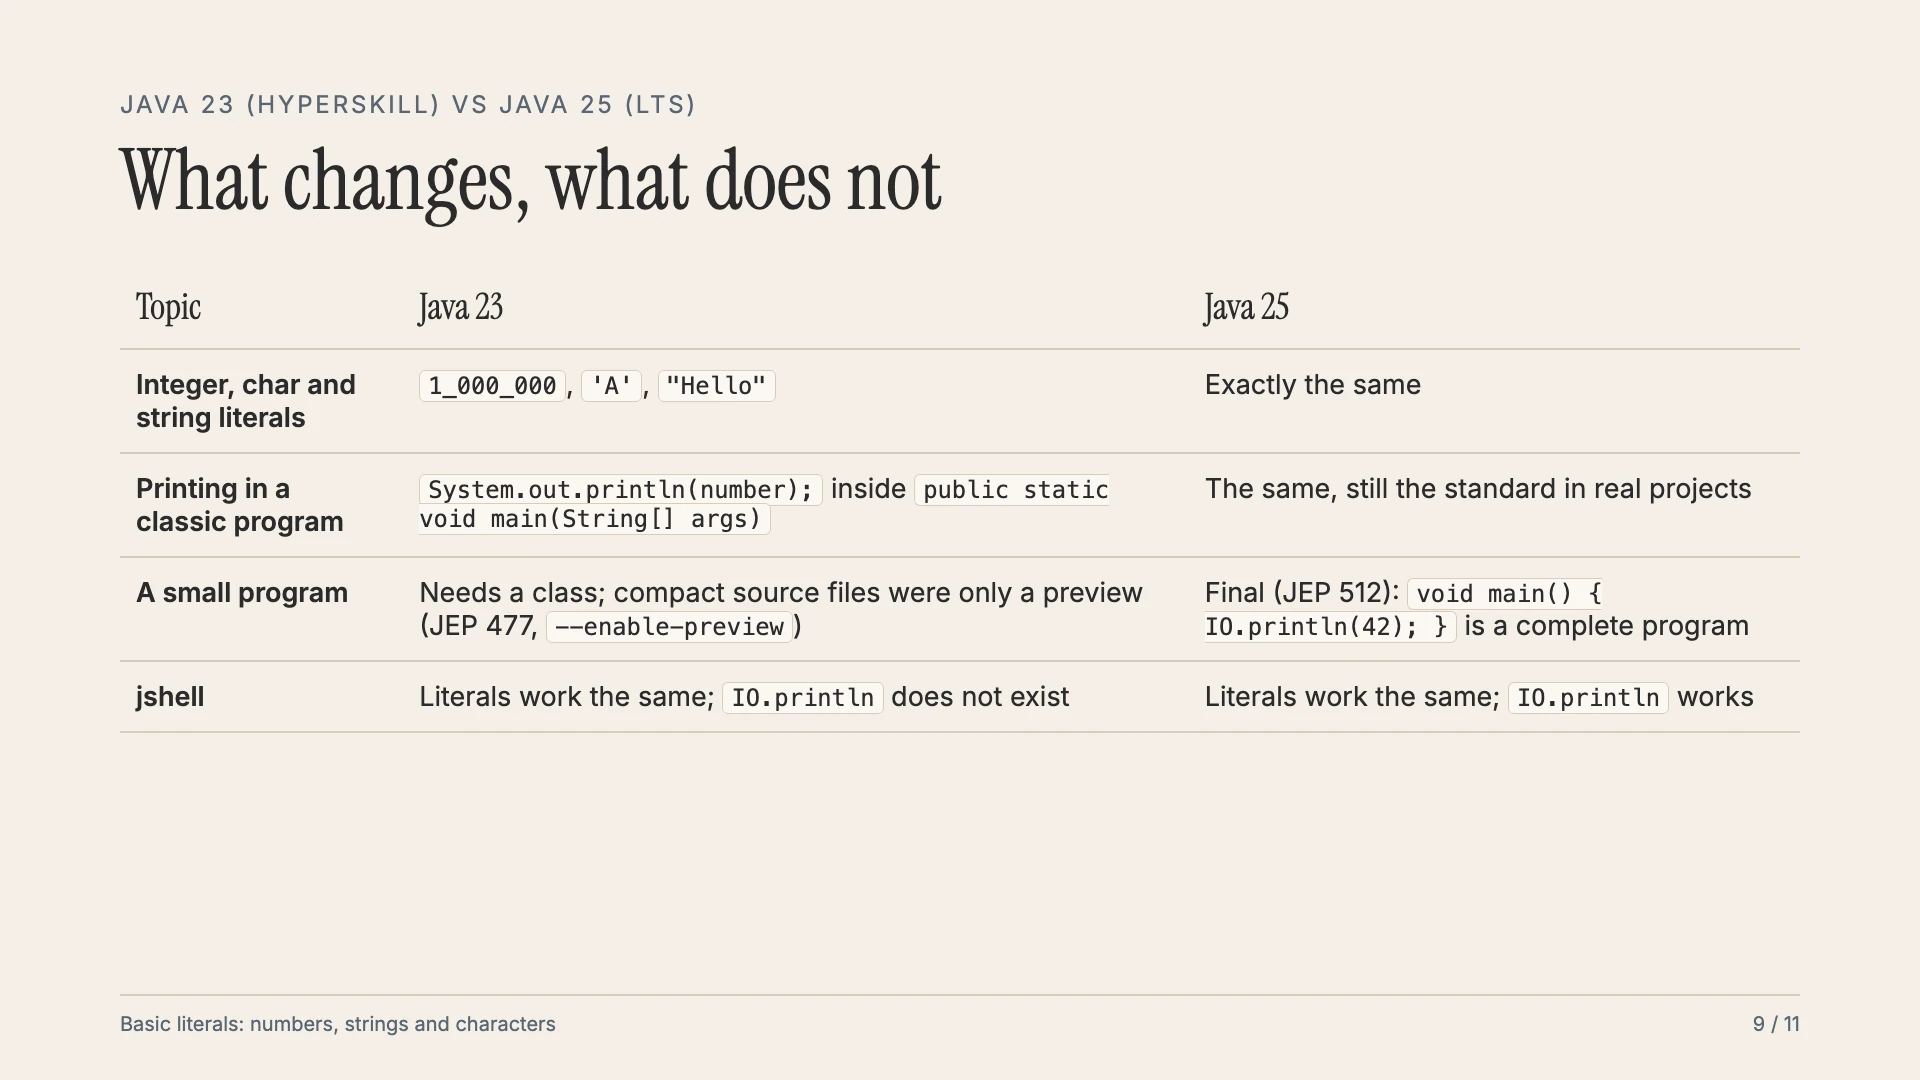 JAVA 23 (HYPERSKILL) VS JAVA 25 (LTS)
What changes, what does not
Topic
Java 23
Java 25
Integer, char and
string literals
1_000_000, 'A', "Hello"
Exactly the same
Printing in a
classic program
System.out.println(number); inside public static
void main(String[] args)
The same, still the standard in real projects
A small program
Needs a class; compact source files were only a preview
(JEP 477, --enable-preview)
Final (JEP 512): void main() {
IO.println(42); } is a complete program
jshell
Literals work the same; IO.println does not exist
Literals work the same; IO.println works
Basic literals: numbers, strings and characters
9 / 11